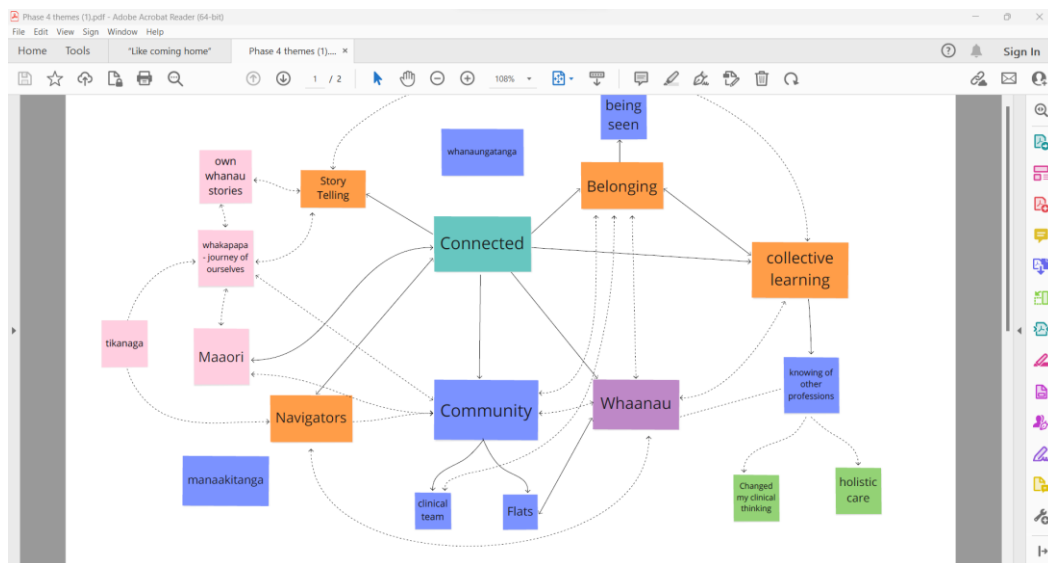 Phase 4 themes (1).pdf - Adobe Acrobat Reader (64-bit)
File Edit View Sign Window Help
Home Tools "Like coming home" Phase 4 themes (1).... × Sign In
1 / 2 108%
being
seen
whanaungatanga
own
whanau
stories
Story
Telling
Belonging
whakapapa
- journey of
ourselves
Connected
collective
learning
tikanaga
Maaori
knowing of
other
professions
Navigators
Community
Whaanau
manaakitanga
clinical
team
Flats
Changed
my clinical
thinking
holistic
care